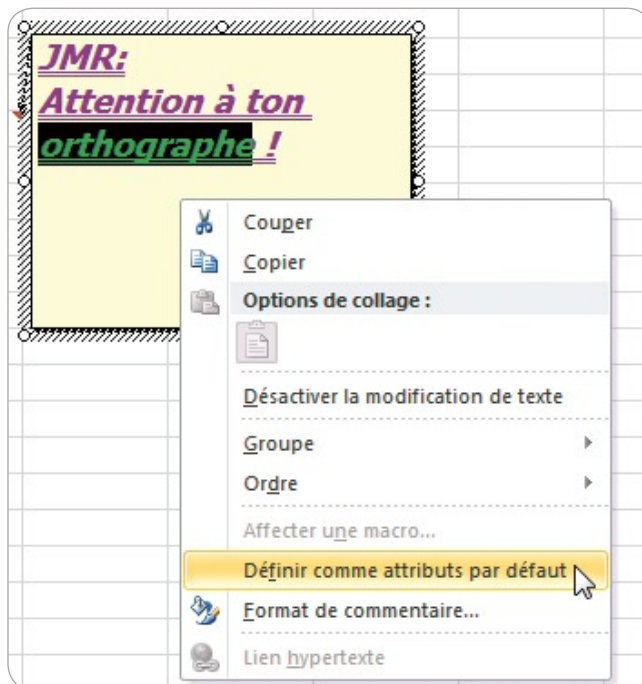 JMR:
Attention à ton
orthographe !
Couper
Copier
Options de collage :
Désactiver la modification de texte
Groupe
Ordre
Affecter une macro...
Définir comme attributs par défaut
Format de commentaire...
Lien hypertexte